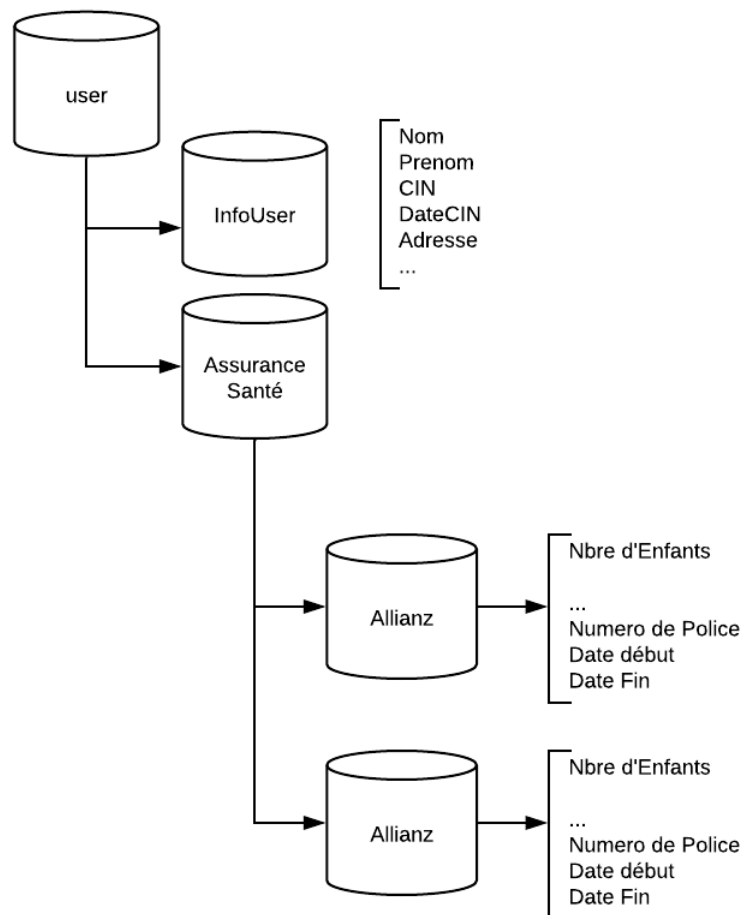 user
InfoUser
Nom
Prenom
CIN
DateCIN
Adresse
...
Assurance
Santé
Allianz
Nbre d'Enfants
...
Numero de Police
Date début
Date Fin
Allianz
Nbre d'Enfants
...
Numero de Police
Date début
Date Fin